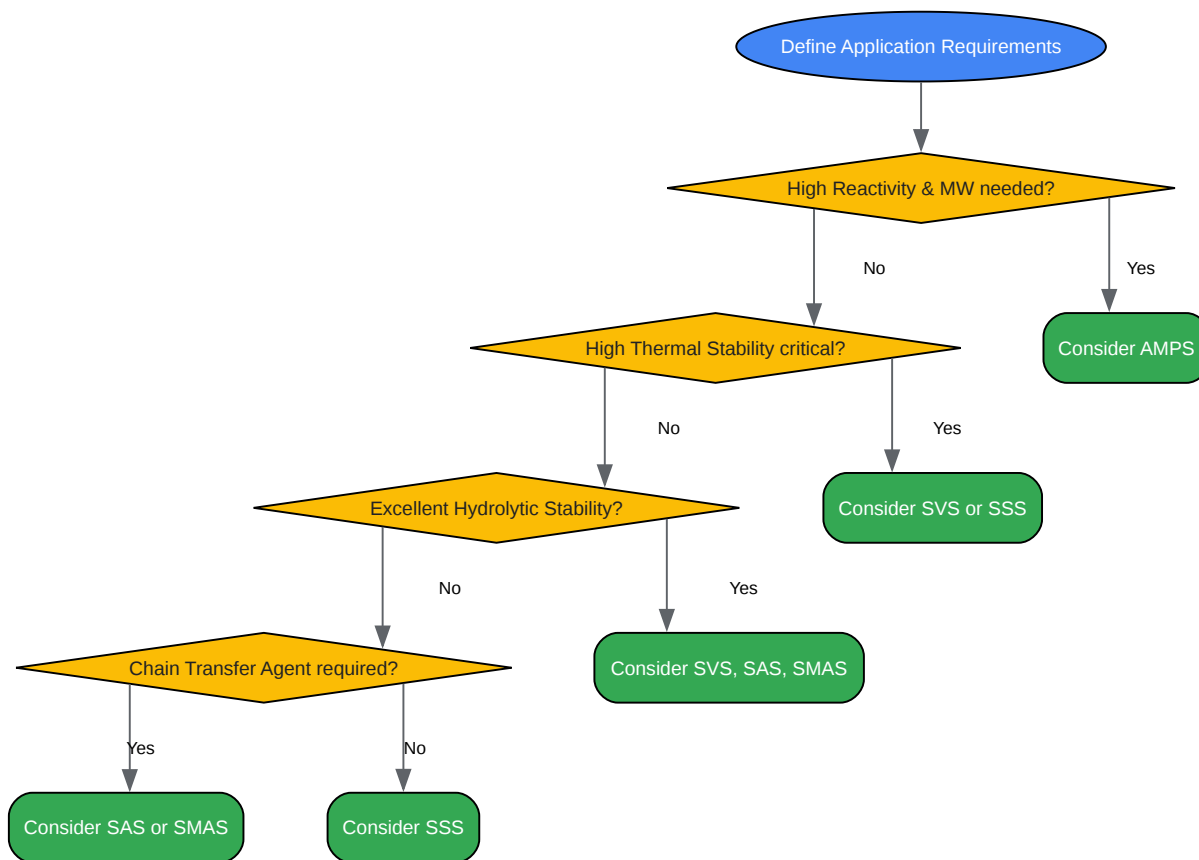 Define Application Requirements
High Reactivity & MW needed?
No
Yes
High Thermal Stability critical?
Consider AMPS
No
Yes
Excellent Hydrolytic Stability?
Consider SVS or SSS
No
Yes
Chain Transfer Agent required?
Consider SVS, SAS, SMAS
Yes
No
Consider SAS or SMAS
Consider SSS